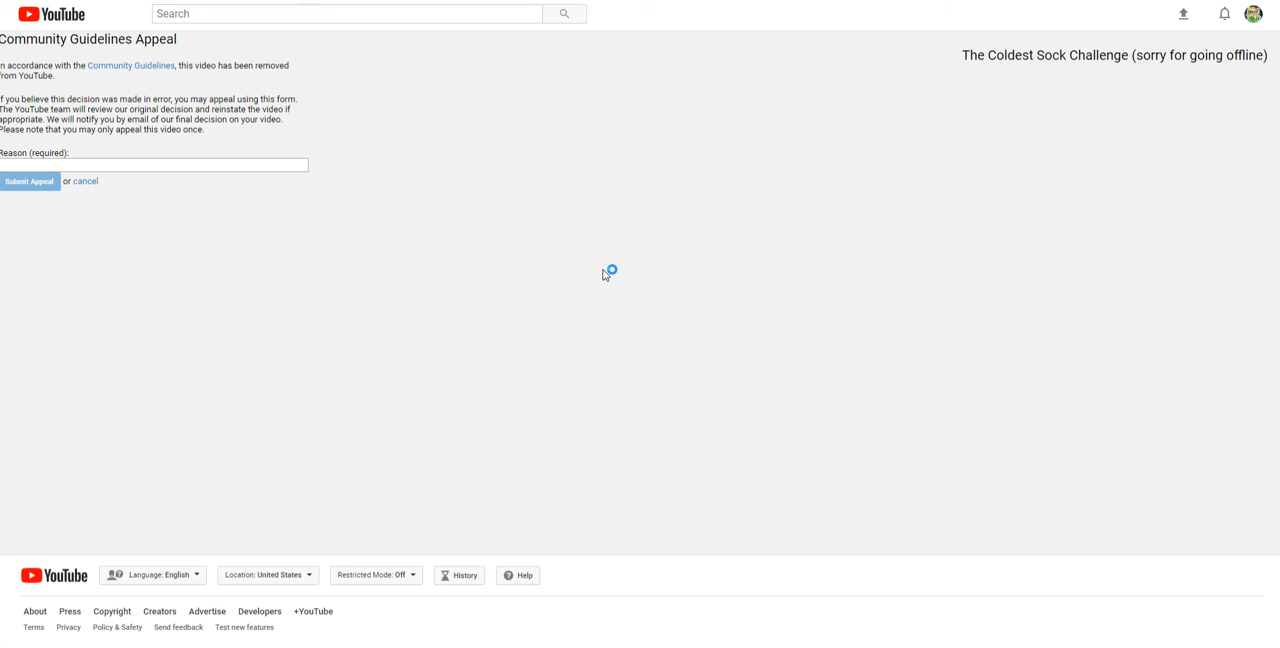 YouTube
Search
Community Guidelines Appeal
The Coldest Sock Challenge (sorry for going offline)
n accordance with the Community Guidelines, this video has been removed
from YouTube.
f you believe this decision was made in error, you may appeal using this form.
The YouTube team will review our original decision and reinstate the video if
appropriate. We will notify you by email of our final decision on your video.
Please note that you may only appeal this video once.
Reason (required):
Submit Appeal or cancel
YouTube Language: English Location: United States Restricted Mode: Off History Help
About Press Copyright Creators Advertise Developers +YouTube
Terms Privacy Policy & Safety Send feedback Test new features